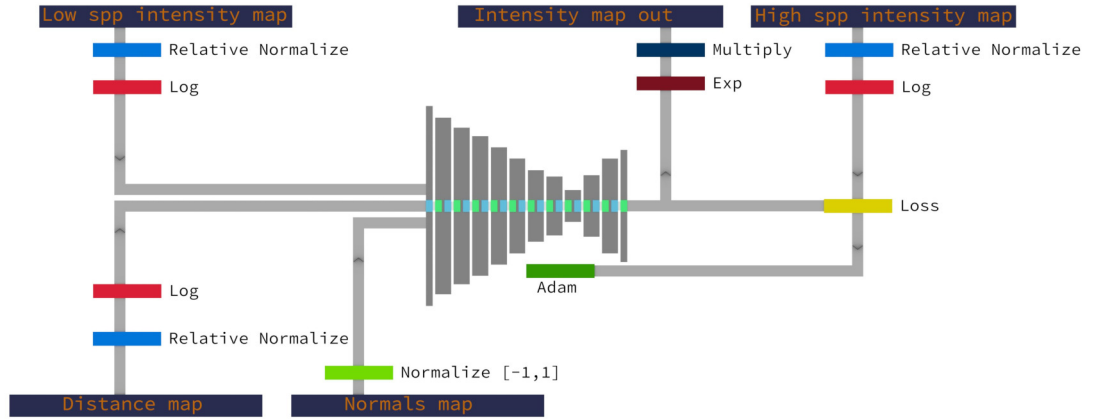 Low spp intensity map
Intensity map out
High spp intensity map
Relative Normalize
Multiply
Relative Normalize
Log
Exp
Log
Loss
Log
Adam
Relative Normalize
Normalize [-1,1]
Distance map
Normals map